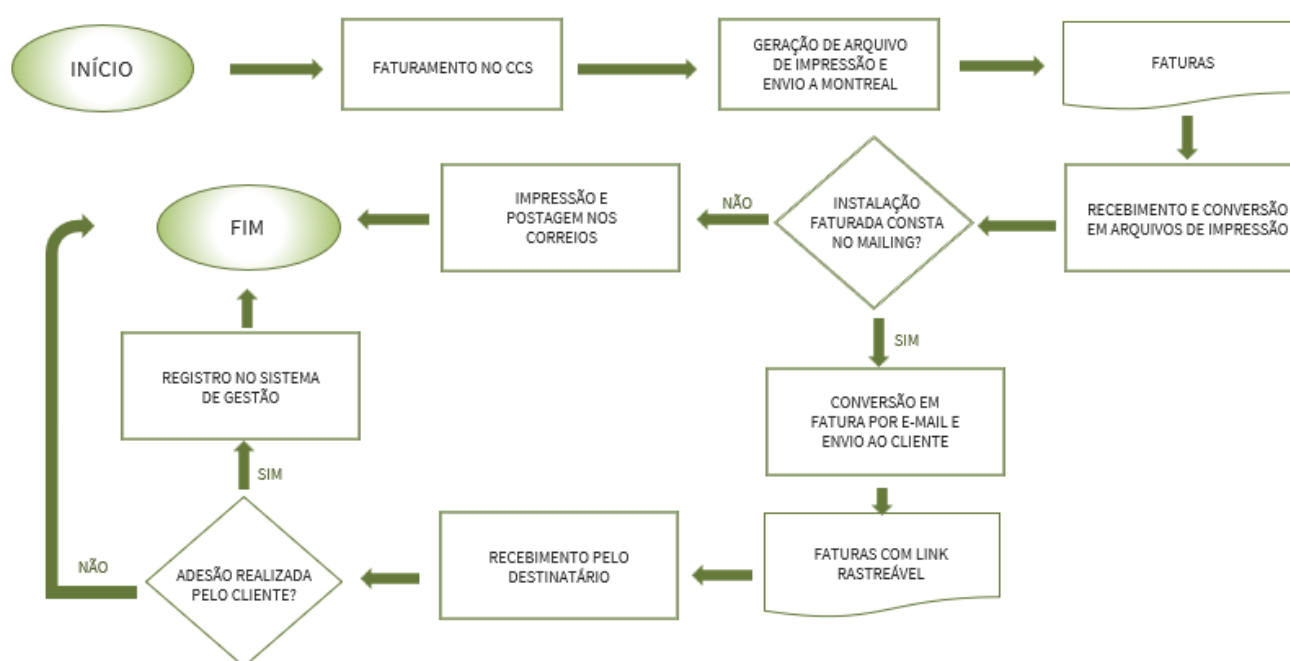 INÍCIO
FATURAMENTO NO CCS
GERAÇÃO DE ARQUIVO
DE IMPRESSÃO E
ENVIO A MONTREAL
FATURAS
RECEBIMENTO E CONVERSÃO
EM ARQUIVOS DE IMPRESSÃO
INSTALAÇÃO
FATURADA CONSTA
NO MAILING?
NÃO
IMPRESSÃO E
POSTAGEM NOS
CORREIOS
FIM
SIM
CONVERSÃO EM
FATURA POR E-MAIL E
ENVIO AO CLIENTE
FATURAS COM LINK
RASTREÁVEL
RECEBIMENTO PELO
DESTINATÁRIO
ADESÃO REALIZADA
PELO CLIENTE?
SIM
REGISTRO NO SISTEMA
DE GESTÃO
NÃO